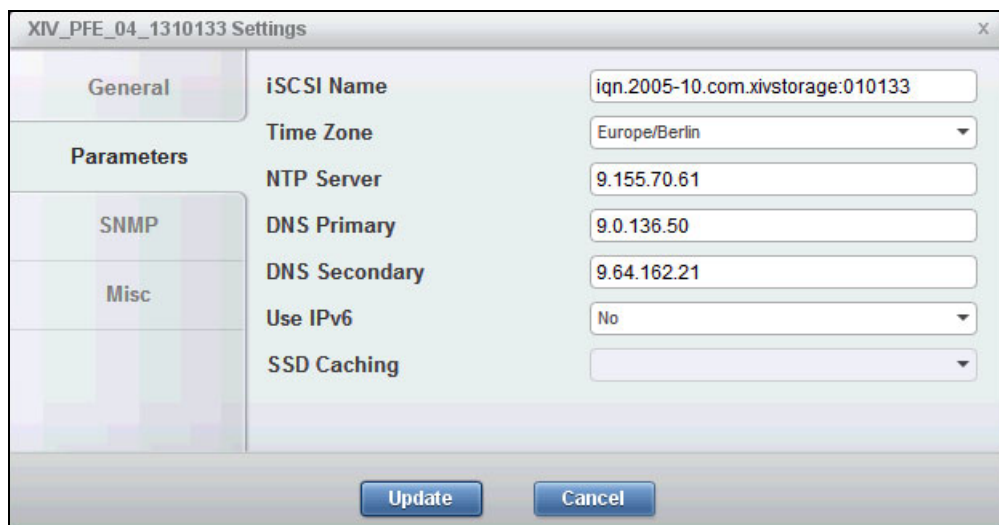 XIV_PFE_04_1310133 Settings x
General
Parameters
SNMP
Misc
iSCSI Name iqn.2005-10.com.xivstorage:010133
Time Zone Europe/Berlin
NTP Server 9.155.70.61
DNS Primary 9.0.136.50
DNS Secondary 9.64.162.21
Use IPv6 No
SSD Caching
Update Cancel